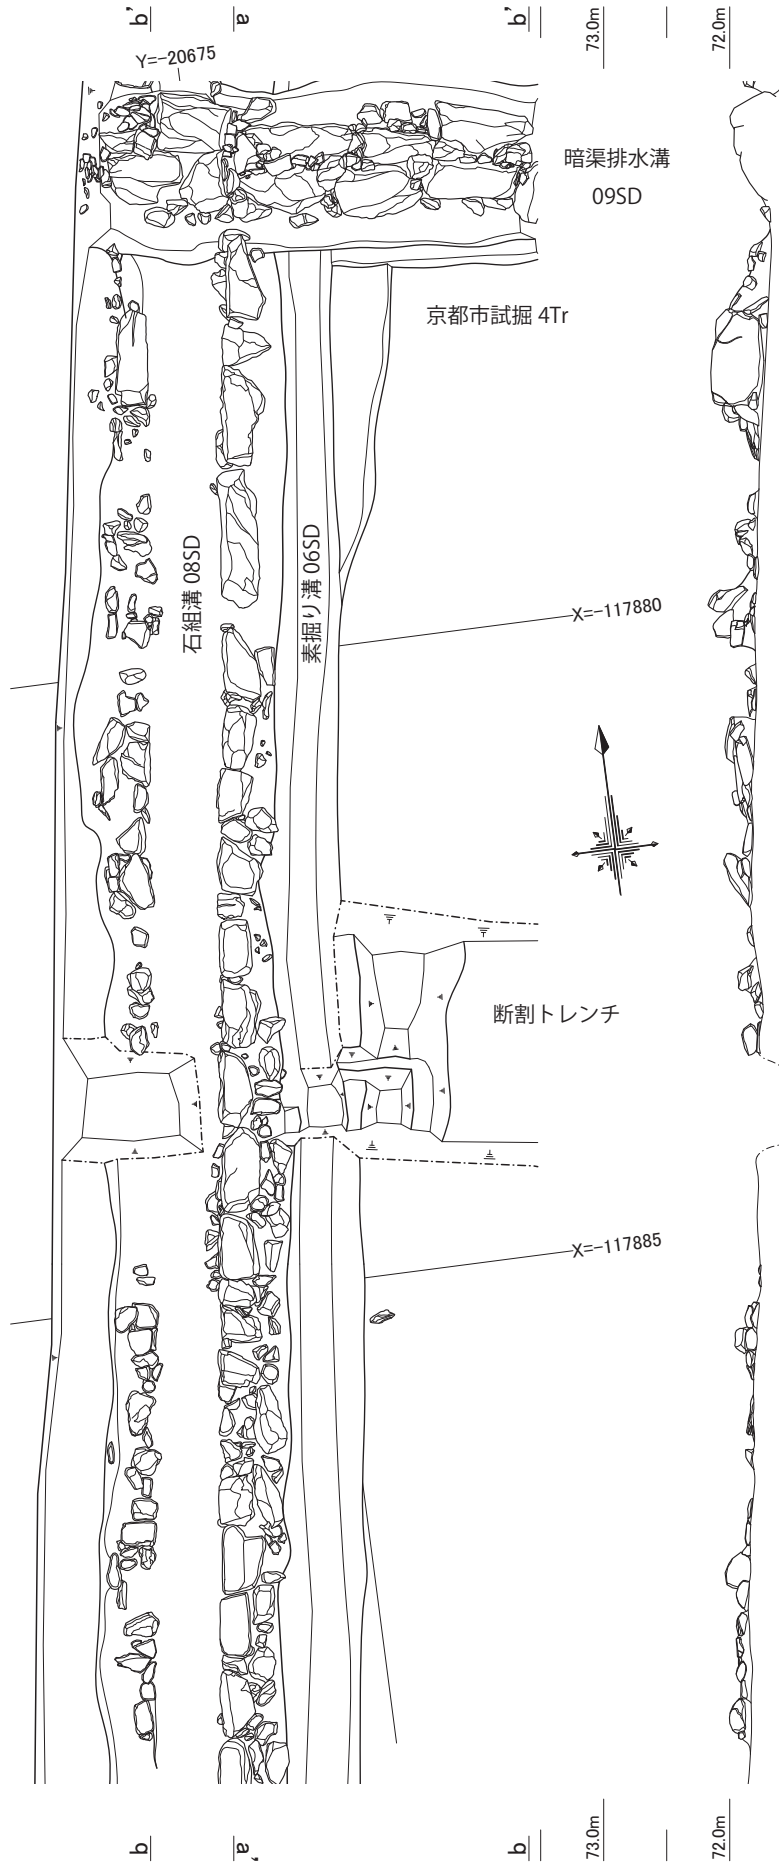 b'
a
b'
73.0m
72.0m
Y=-20675
暗渠排水溝
09SD
京都市試掘 4Tr
石組溝 08SD
素掘り溝 06SD
X=-117880
断割トレンチ
X=-117885
b
a'
b
73.0m
72.0m